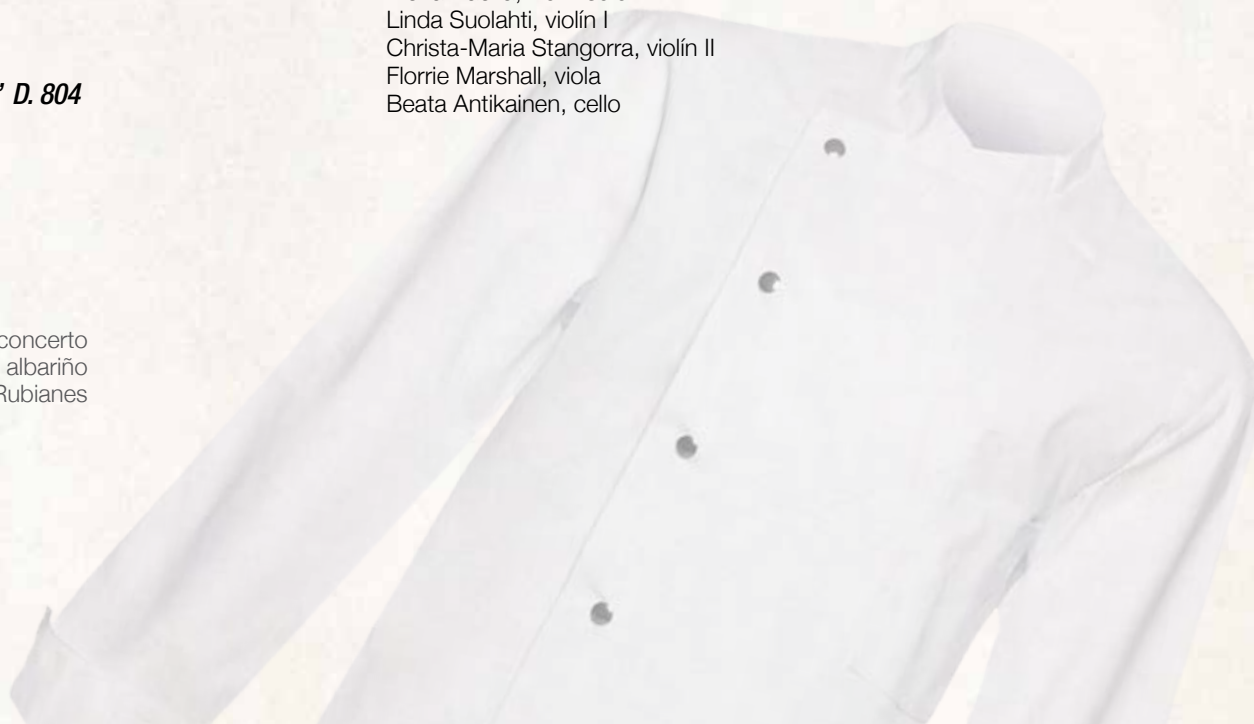 Linda Suolahti, violín I
Christa-Maria Stangorra, violín II
Florrie Marshall, viola
Beata Antikainen, cello
” D. 804
concerto
albariño
Rubianes